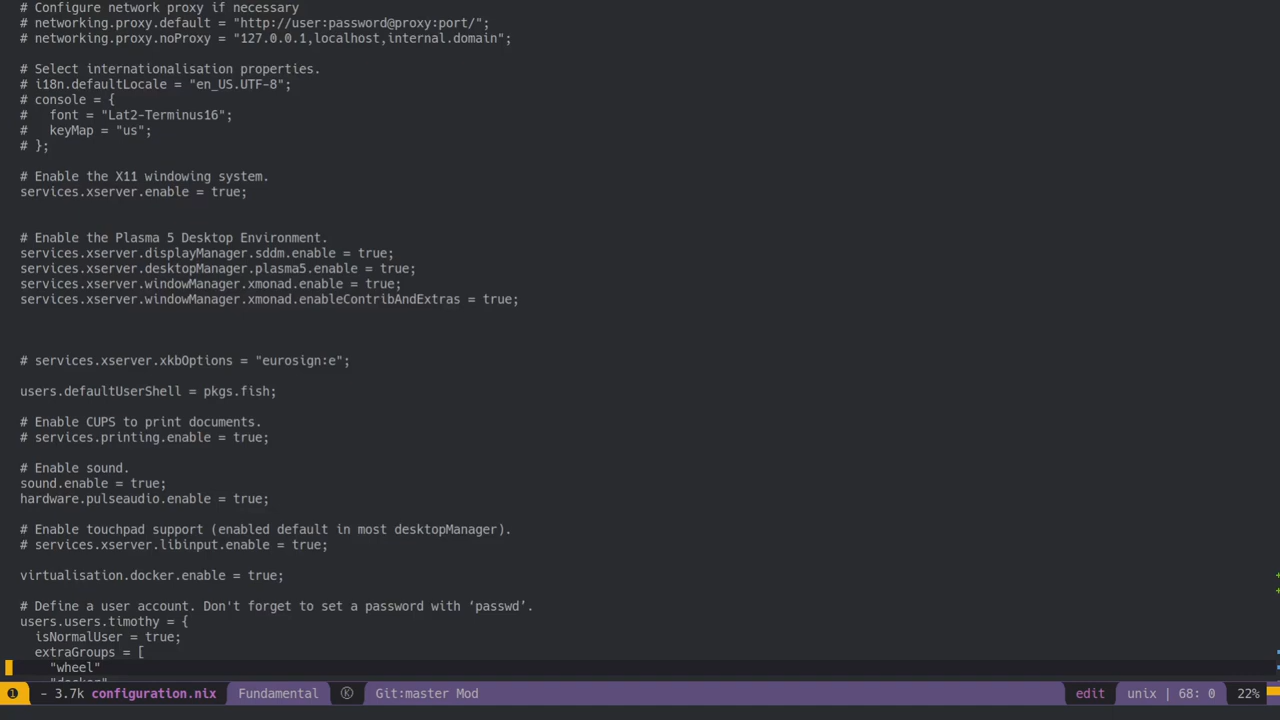 # Configure network proxy if necessary
# networking.proxy.default = "http://user:password@proxy:port/";
# networking.proxy.noProxy = "127.0.0.1,localhost,internal.domain";
# Select internationalisation properties.
# i18n.defaultLocale = "en_US.UTF-8";
# console = {
#   font = "Lat2-Terminus16";
#   keyMap = "us";
# };
# Enable the X11 windowing system.
services.xserver.enable = true;
# Enable the Plasma 5 Desktop Environment.
services.xserver.displayManager.sddm.enable = true;
services.xserver.desktopManager.plasma5.enable = true;
services.xserver.windowManager.xmonad.enable = true;
services.xserver.windowManager.xmonad.enableContribAndExtras = true;
# services.xserver.xkbOptions = "eurosign:e";
users.defaultUserShell = pkgs.fish;
# Enable CUPS to print documents.
# services.printing.enable = true;
# Enable sound.
sound.enable = true;
hardware.pulseaudio.enable = true;
# Enable touchpad support (enabled default in most desktopManager).
# services.xserver.libinput.enable = true;
virtualisation.docker.enable = true;
# Define a user account. Don't forget to set a password with ‘passwd’.
users.users.timothy = {
  isNormalUser = true;
  extraGroups = [
    "wheel"
    "docker"
❶ - 3.7k configuration.nix Fundamental Ⓚ Git:master Mod edit unix | 68: 0 22%